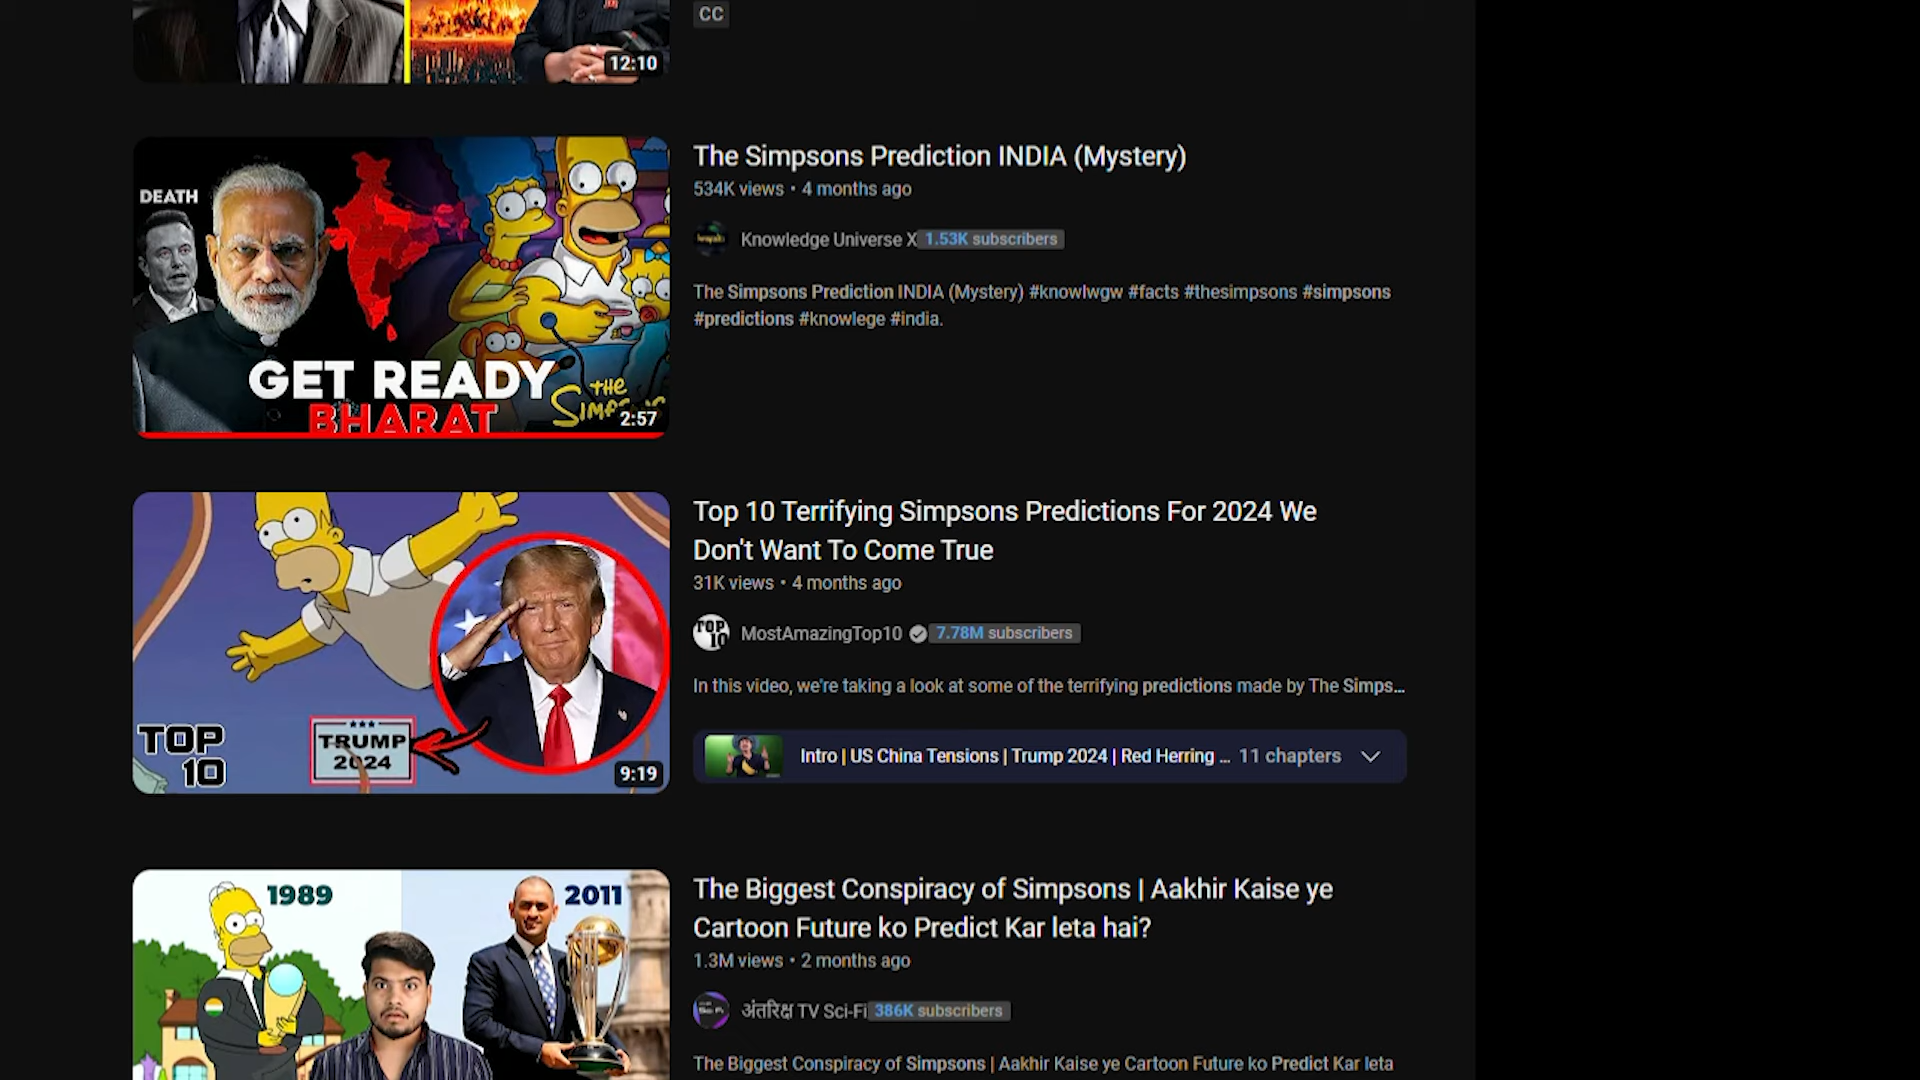 CC
12:10
DEATH
GET READY
BHARAT
THE
2:57
The Simpsons Prediction INDIA (Mystery)
534K views • 4 months ago
Knowledge Universe X 1.53K subscribers
The Simpsons Prediction INDIA (Mystery) #knowlwgw #facts #thesimpsons #simpsons
#predictions #knowlege #india.
TOP
10
TRUMP
2024
9:19
Top 10 Terrifying Simpsons Predictions For 2024 We
Don't Want To Come True
31K views • 4 months ago
TOP
10
MostAmazingTop10 7.78M subscribers
In this video, we're taking a look at some of the terrifying predictions made by The Simps...
Intro | US China Tensions | Trump 2024 | Red Herring ... 11 chapters
1989
2011
The Biggest Conspiracy of Simpsons | Aakhir Kaise ye
Cartoon Future ko Predict Kar leta hai?
1.3M views • 2 months ago
अंतरिक्ष TV Sci-Fi 386K subscribers
The Biggest Conspiracy of Simpsons | Aakhir Kaise ye Cartoon Future ko Predict Kar leta